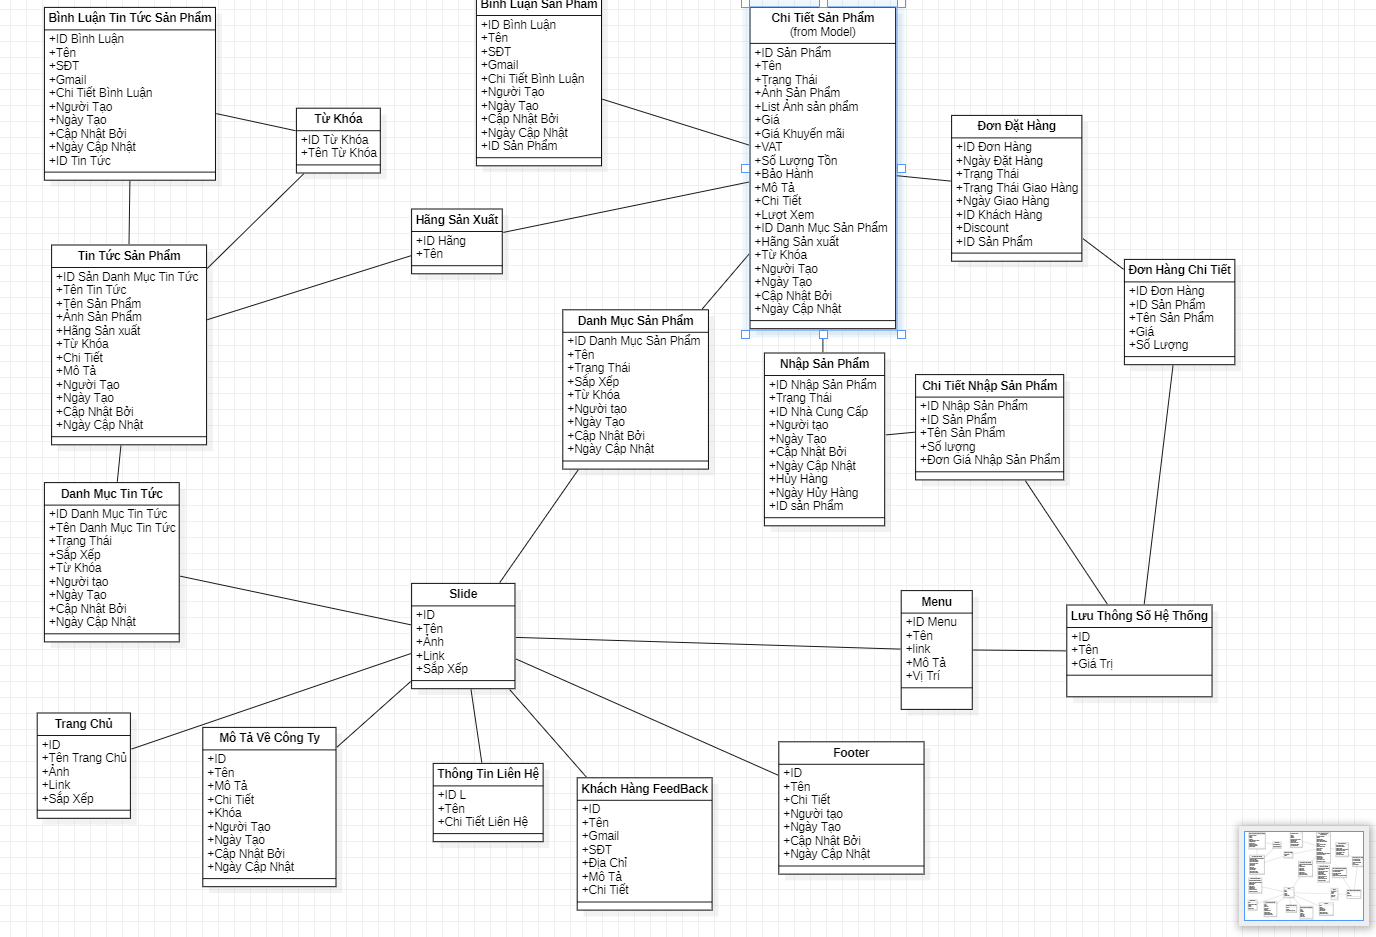 Bình Luận Tin Tức Sản Phẩm
+ID Bình Luận
+Tên
+SĐT
+Gmail
+Chi Tiết Bình Luận
+Người Tạo
+Ngày Tạo
+Cập Nhật Bởi
+Ngày Cập Nhật
+ID Tin Tức
Từ Khóa
+ID Từ Khóa
+Tên Từ Khóa
Bình Luận Sản Phẩm
+ID Bình Luận
+Tên
+SĐT
+Gmail
+Chi Tiết Bình Luận
+Người Tạo
+Ngày Tạo
+Cập Nhật Bởi
+Ngày Cập Nhật
+ID Sản Phẩm
Chi Tiết Sản Phẩm
(from Model)
+ID Sản Phẩm
+Tên
+Trạng Thái
+Ảnh Sản Phẩm
+List Ảnh sản phẩm
+Giá
+Giá Khuyến mãi
+VAT
+Số Lượng Tồn
+Bảo Hành
+Mô Tả
+Chi Tiết
+Lượt Xem
+ID Danh Mục Sản Phẩm
+Hãng Sản xuất
+Từ Khóa
+Người Tạo
+Ngày Tạo
+Cập Nhật Bởi
+Ngày Cập Nhật
Đơn Đặt Hàng
+ID Đơn Hàng
+Ngày Đặt Hàng
+Trạng Thái
+Trạng Thái Giao Hàng
+Ngày Giao Hàng
+ID Khách Hàng
+Discount
+ID Sản Phẩm
Hãng Sản Xuất
+ID Hãng
+Tên
Tin Tức Sản Phẩm
+ID Sản Danh Mục Tin Tức
+Tên Tin Tức
+Tên Sản Phẩm
+Ảnh Sản Phẩm
+Hãng Sản xuất
+Từ Khóa
+Chi Tiết
+Mô Tả
+Người Tạo
+Ngày Tạo
+Cập Nhật Bởi
+Ngày Cập Nhật
Đơn Hàng Chi Tiết
+ID Đơn Hàng
+ID Sản Phẩm
+Tên Sản Phẩm
+Giá
+Số Lượng
Danh Mục Sản Phẩm
+ID Danh Mục Sản Phẩm
+Tên
+Trạng Thái
+Sắp Xếp
+Từ Khóa
+Người tạo
+Ngày Tạo
+Cập Nhật Bởi
+Ngày Cập Nhật
Nhập Sản Phẩm
+ID Nhập Sản Phẩm
+Trạng Thái
+ID Nhà Cung Cấp
+Người tạo
+Ngày Tạo
+Cập Nhật Bởi
+Ngày Cập Nhật
+Hủy Hàng
+Ngày Hủy Hàng
+ID sản Phẩm
Chi Tiết Nhập Sản Phẩm
+ID Nhập Sản Phẩm
+ID Sản Phẩm
+Tên Sản Phẩm
+Số lượng
+Đơn Giá Nhập Sản Phẩm
Danh Mục Tin Tức
+ID Danh Mục Tin Tức
+Tên Danh Mục Tin Tức
+Trạng Thái
+Sắp Xếp
+Từ Khóa
+Người tạo
+Ngày Tạo
+Cập Nhật Bởi
+Ngày Cập Nhật
Slide
+ID
+Tên
+Ảnh
+Link
+Sắp Xếp
Menu
+ID Menu
+Tên
+link
+Mô Tả
+Vị Trí
Lưu Thông Số Hệ Thống
+ID
+Tên
+Giá Trị
Trang Chủ
+ID
+Tên Trang Chủ
+Ảnh
+Link
+Sắp Xếp
Mô Tả Về Công Ty
+ID
+Tên
+Mô Tả
+Chi Tiết
+Khóa
+Người Tạo
+Ngày Tạo
+Cập Nhật Bởi
+Ngày Cập Nhật
Thông Tin Liên Hệ
+ID L
+Tên
+Chi Tiết Liên Hệ
Khách Hàng FeedBack
+ID
+Tên
+Gmail
+SĐT
+Địa Chỉ
+Mô Tả
+Chi Tiết
Footer
+ID
+Tên
+Chi Tiết
+Người tạo
+Ngày Tạo
+Cập Nhật Bởi
+Ngày Cập Nhật